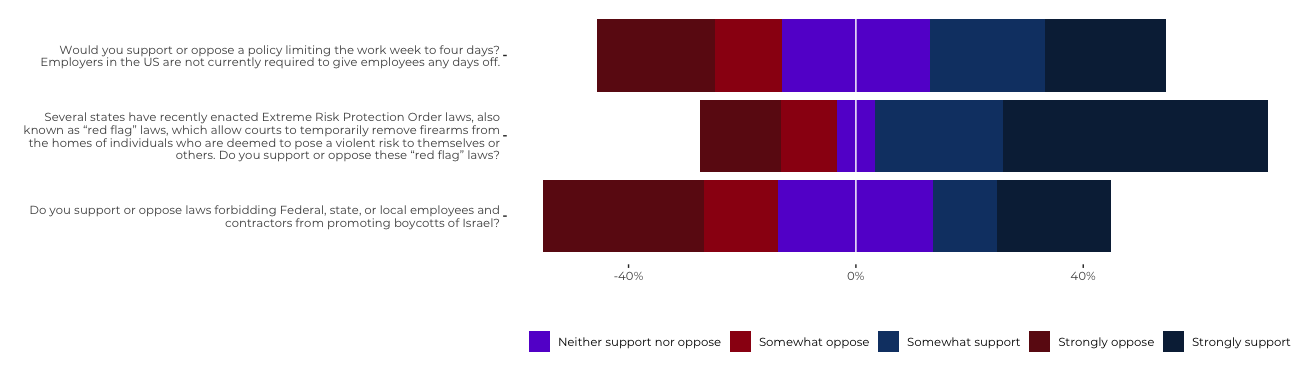 Would you support or oppose a policy limiting the work week to four days?
Employers in the US are not currently required to give employees any days off.
Several states have recently enacted Extreme Risk Protection Order laws, also
known as “red flag” laws, which allow courts to temporarily remove firearms from
the homes of individuals who are deemed to pose a violent risk to themselves or
others. Do you support or oppose these “red flag” laws?
Do you support or oppose laws forbidding Federal, state, or local employees and
contractors from promoting boycotts of Israel?
-40%
0%
40%
Neither support nor oppose
Somewhat oppose
Somewhat support
Strongly oppose
Strongly support